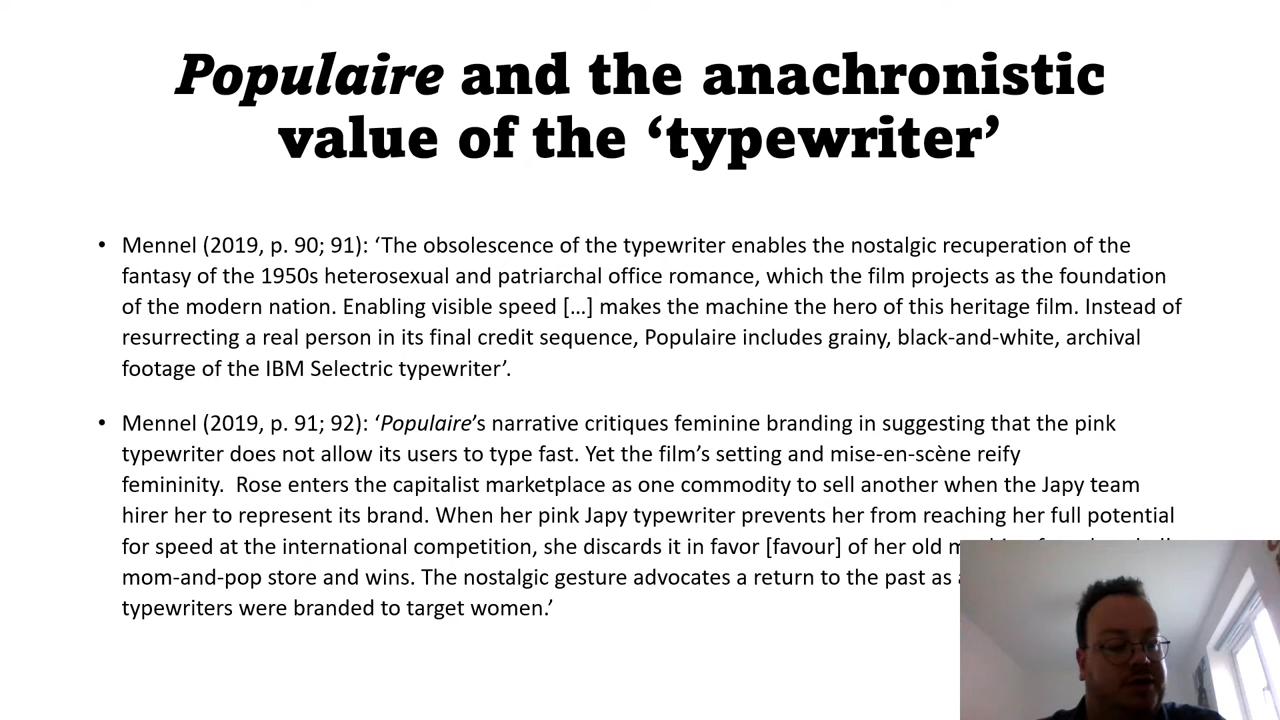 Populaire and the anachronistic
value of the ‘typewriter’
• Mennel (2019, p. 90; 91): ‘The obsolescence of the typewriter enables the nostalgic recuperation of the
fantasy of the 1950s heterosexual and patriarchal office romance, which the film projects as the foundation
of the modern nation. Enabling visible speed […] makes the machine the hero of this heritage film. Instead of
resurrecting a real person in its final credit sequence, Populaire includes grainy, black-and-white, archival
footage of the IBM Selectric typewriter’.
• Mennel (2019, p. 91; 92): ‘Populaire’s narrative critiques feminine branding in suggesting that the pink
typewriter does not allow its users to type fast. Yet the film’s setting and mise-en-scène reify
femininity.  Rose enters the capitalist marketplace as one commodity to sell another when the Japy team
hirer her to represent its brand. When her pink Japy typewriter prevents her from reaching her full potential
for speed at the international competition, she discards it in favor [favour] of her old
mom-and-pop store and wins. The nostalgic gesture advocates a return to the past as
typewriters were branded to target women.’